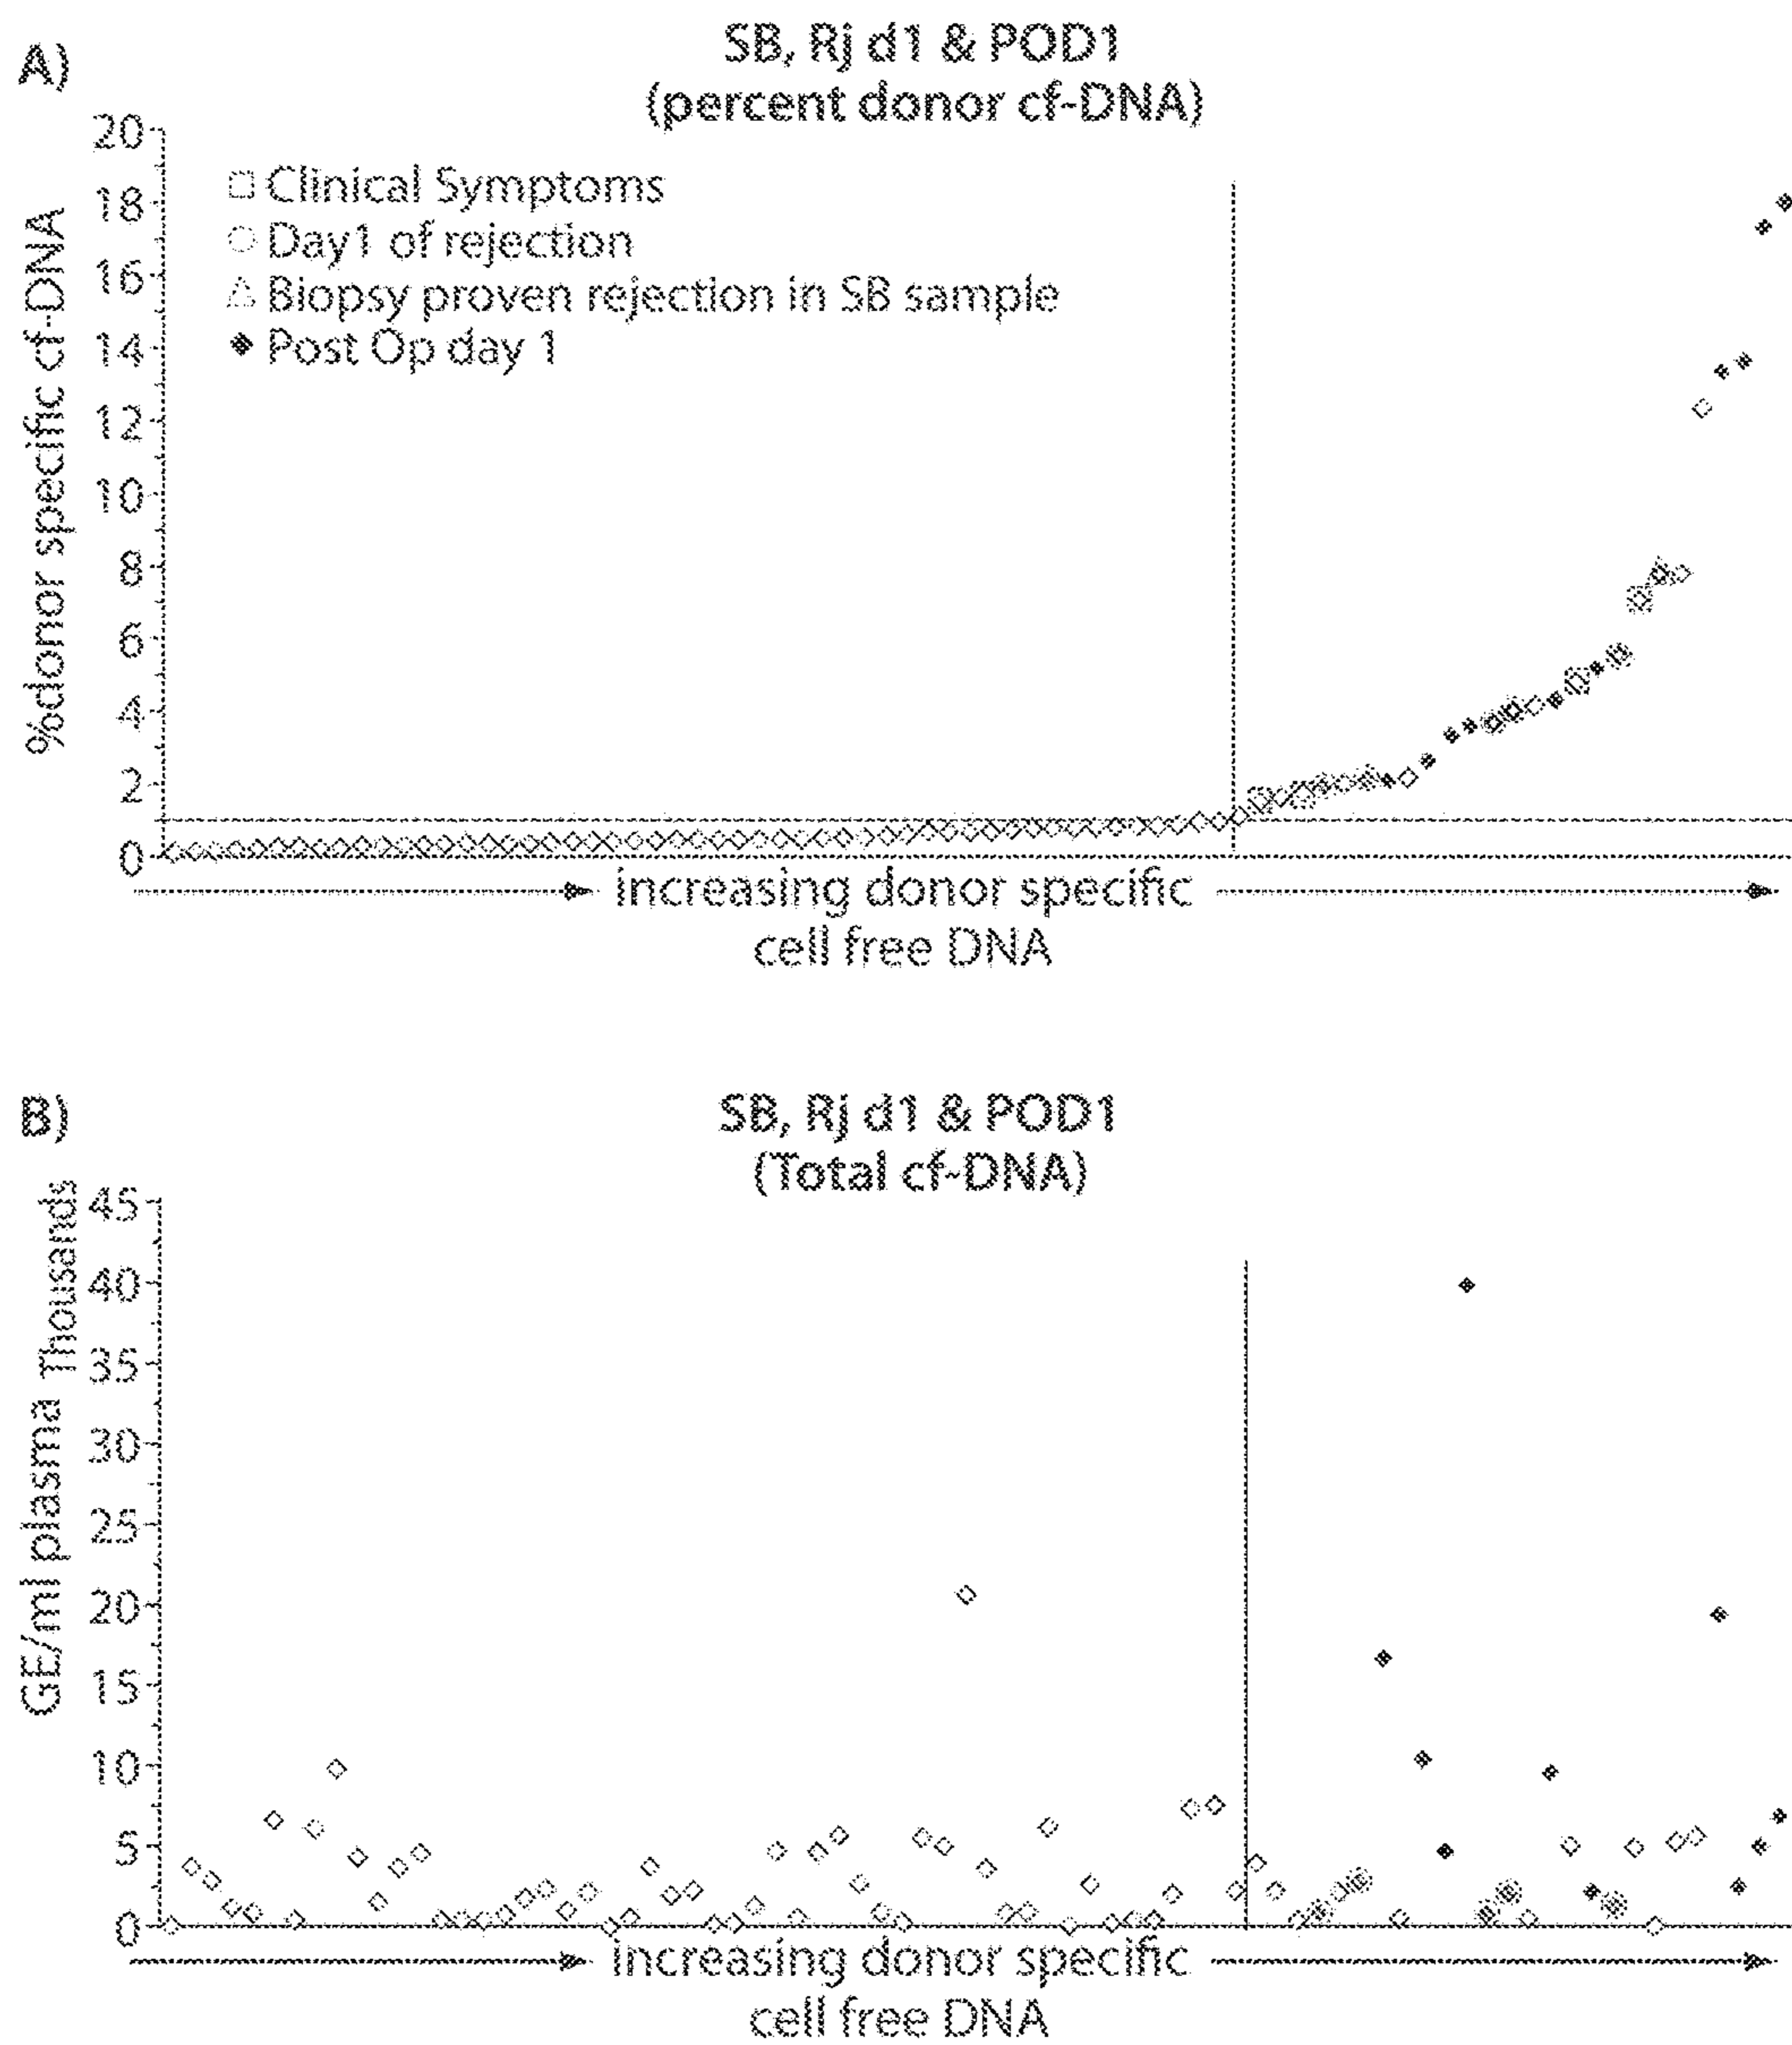 A)
SB, Rj d1 & POD1
(percent donor cf-DNA)
%donor specific cf-DNA
20
18
16
14
12
10
8
6
4
2
0
Clinical Symptoms
Day1 of rejection
Biopsy proven rejection in SB sample
Post Op day 1
increasing donor specific
cell free DNA
B)
SB, Rj d1 & POD1
(Total cf-DNA)
GE/ml plasma Thousands
45
40
35
30
25
20
15
10
5
0
increasing donor specific
cell free DNA